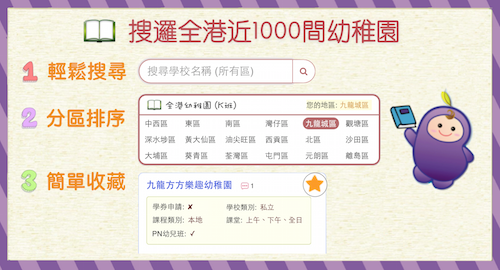 搜邏全港近1000間幼稚園
1 輕鬆搜尋
搜尋學校名稱 (所有區)
2 分區排序
全港幼稚園 (K班)
您的地區: 九龍城區
中西區 東區 南區 灣仔區 九龍城區 觀塘區
深水埗區 黃大仙區 油尖旺區 西貢區 北區 沙田區
大埔區 葵青區 荃灣區 屯門區 元朗區 離島區
3 簡單收藏
九龍方方樂趣幼稚園 1
學券申請: ✘ 學校類別: 私立
課程類別: 本地 課堂: 上午、下午、全日
PN幼兒班: ✓